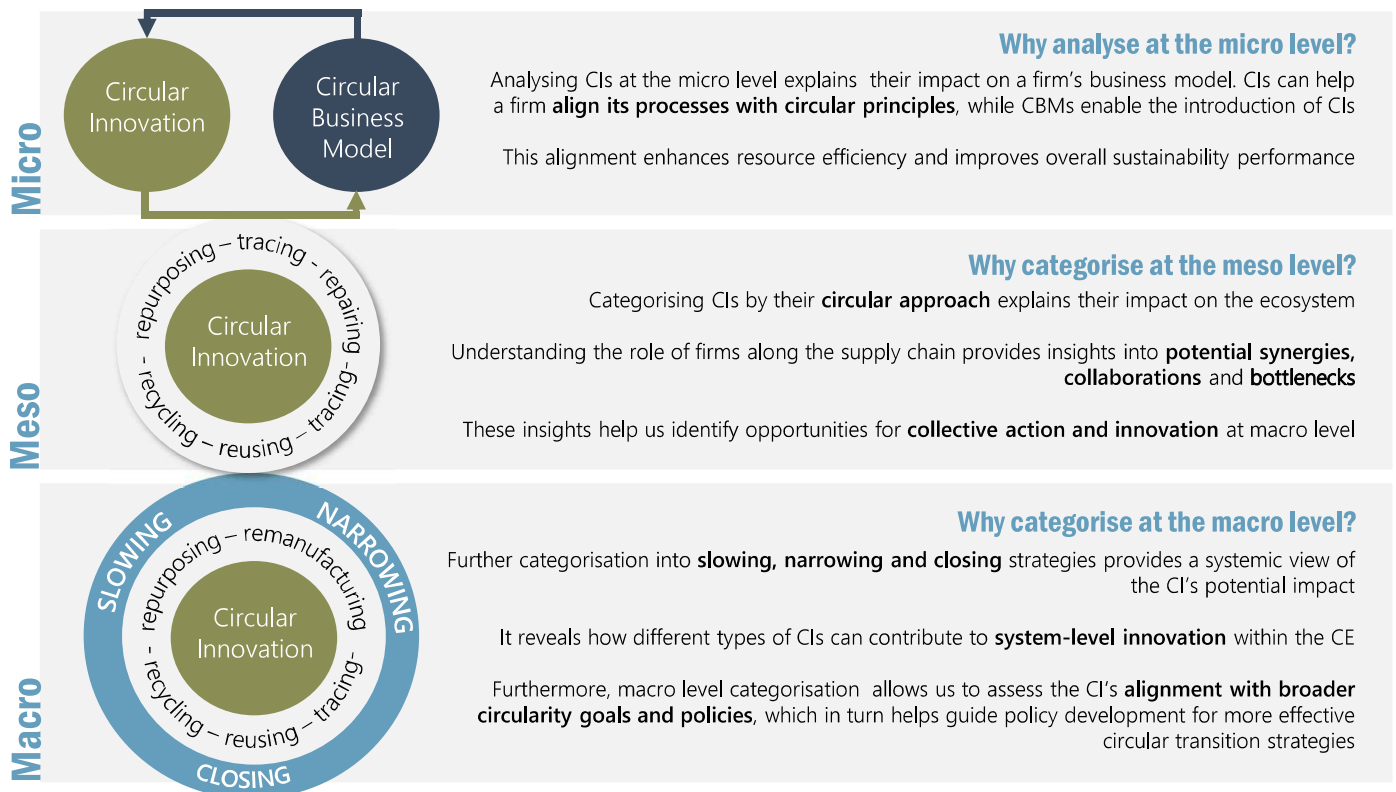 Micro
Circular
Innovation
Circular
Business
Model
Why analyse at the micro level?
Analysing CIs at the micro level explains their impact on a firm's business model. CIs can help
a firm align its processes with circular principles, while CBMs enable the introduction of CIs
This alignment enhances resource efficiency and improves overall sustainability performance
Meso
repurposing – tracing - repairing - tracing – reusing – recycling -
Circular
Innovation
Why categorise at the meso level?
Categorising CIs by their circular approach explains their impact on the ecosystem
Understanding the role of firms along the supply chain provides insights into potential synergies,
collaborations and bottlenecks
These insights help us identify opportunities for collective action and innovation at macro level
Macro
SLOWING
NARROWING
CLOSING
repurposing – remanufacturing - tracing – reusing – recycling -
Circular
Innovation
Why categorise at the macro level?
Further categorisation into slowing, narrowing and closing strategies provides a systemic view of
the CI's potential impact
It reveals how different types of CIs can contribute to system-level innovation within the CE
Furthermore, macro level categorisation allows us to assess the CI's alignment with broader
circularity goals and policies, which in turn helps guide policy development for more effective
circular transition strategies